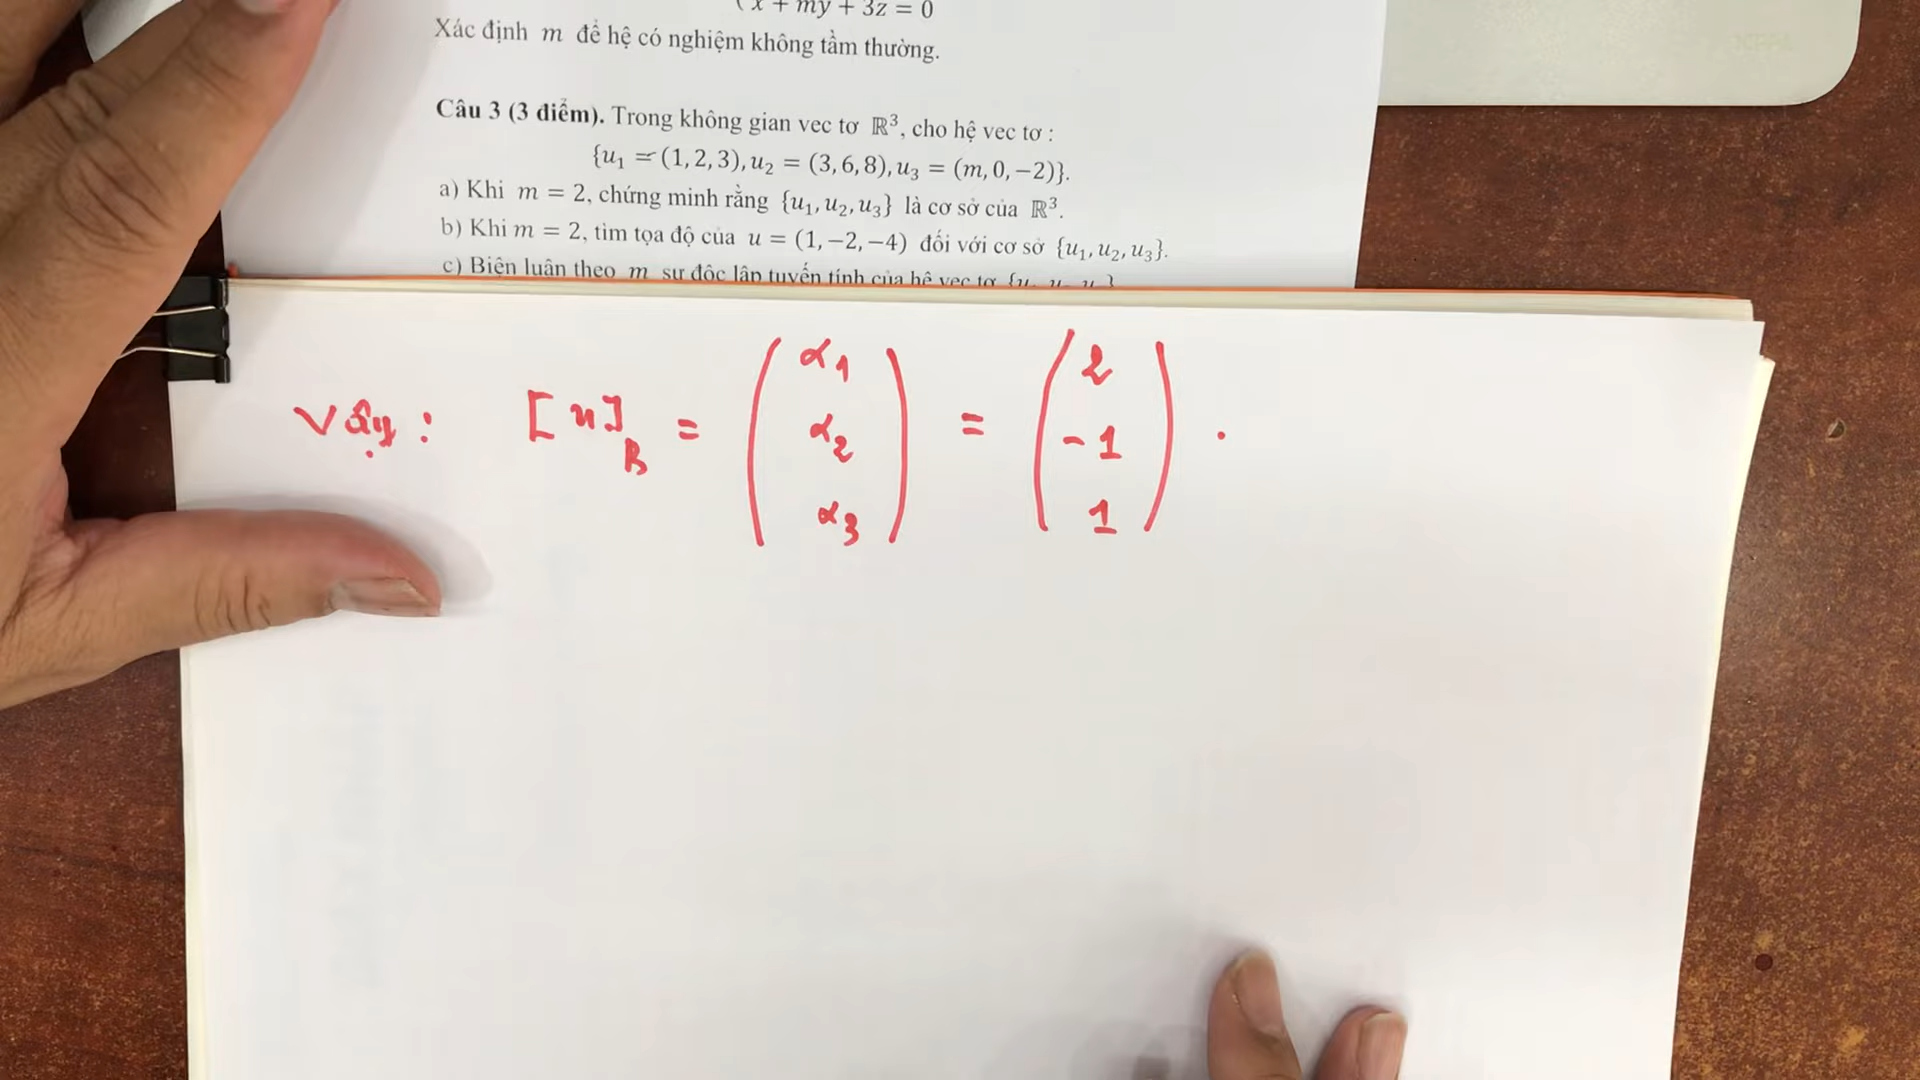 (x + my + 3z = 0
Xác định m để hệ có nghiệm không tầm thường.
Câu 3 (3 điểm). Trong không gian vec tơ ℝ³, cho hệ vec tơ :
{u₁ = (1, 2, 3), u₂ = (3, 6, 8), u₃ = (m, 0, −2)}.
a) Khi m = 2, chứng minh rằng {u₁, u₂, u₃} là cơ sở của ℝ³.
b) Khi m = 2, tìm tọa độ của u = (1, −2, −4) đối với cơ sở {u₁, u₂, u₃}.
c) Biện luận theo m sự độc lập tuyến tính của hệ vec tơ {u, u, u }
Vậy : [u]_B = (α₁ α₂ α₃) = (2 -1 1) .